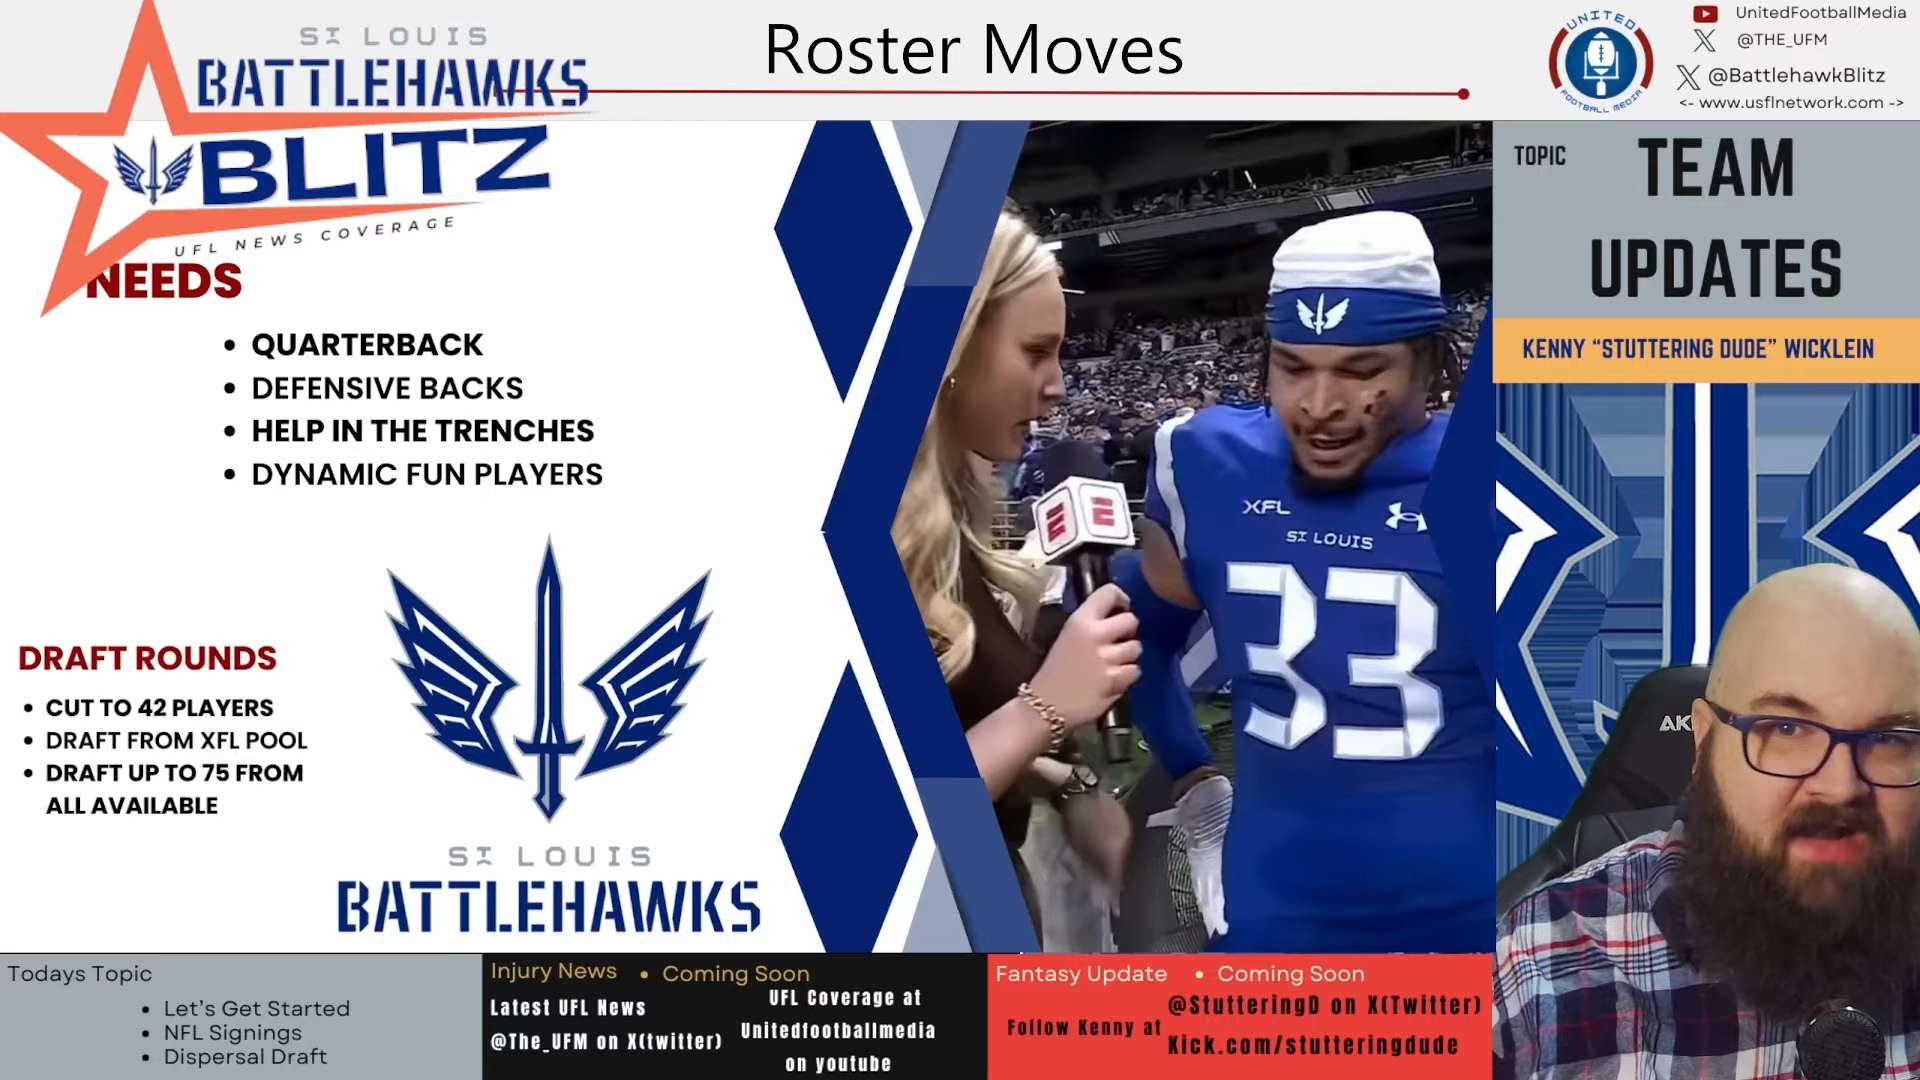 ST LOUIS
BATTLEHAWKS
BLITZ
UFL NEWS COVERAGE
Roster Moves
UNITED
FOOTBALL MEDIA
UnitedFootballMedia
@THE_UFM
@BattlehawkBlitz
<- www.usflnetwork.com ->
NEEDS
• QUARTERBACK
• DEFENSIVE BACKS
• HELP IN THE TRENCHES
• DYNAMIC FUN PLAYERS
DRAFT ROUNDS
• CUT TO 42 PLAYERS
• DRAFT FROM XFL POOL
• DRAFT UP TO 75 FROM
ALL AVAILABLE
ST LOUIS
BATTLEHAWKS
E E
XFL
ST LOUIS
33
TOPIC
TEAM
UPDATES
KENNY “STUTTERING DUDE” WICKLEIN
AK
Todays Topic
• Let’s Get Started
• NFL Signings
• Dispersal Draft
Injury News • Coming Soon
Latest UFL News
@The_UFM on X(twitter)
UFL Coverage at
Unitedfootballmedia
on youtube
Fantasy Update • Coming Soon
Follow Kenny at
@StutteringD on X(Twitter)
Kick.com/stutteringdude